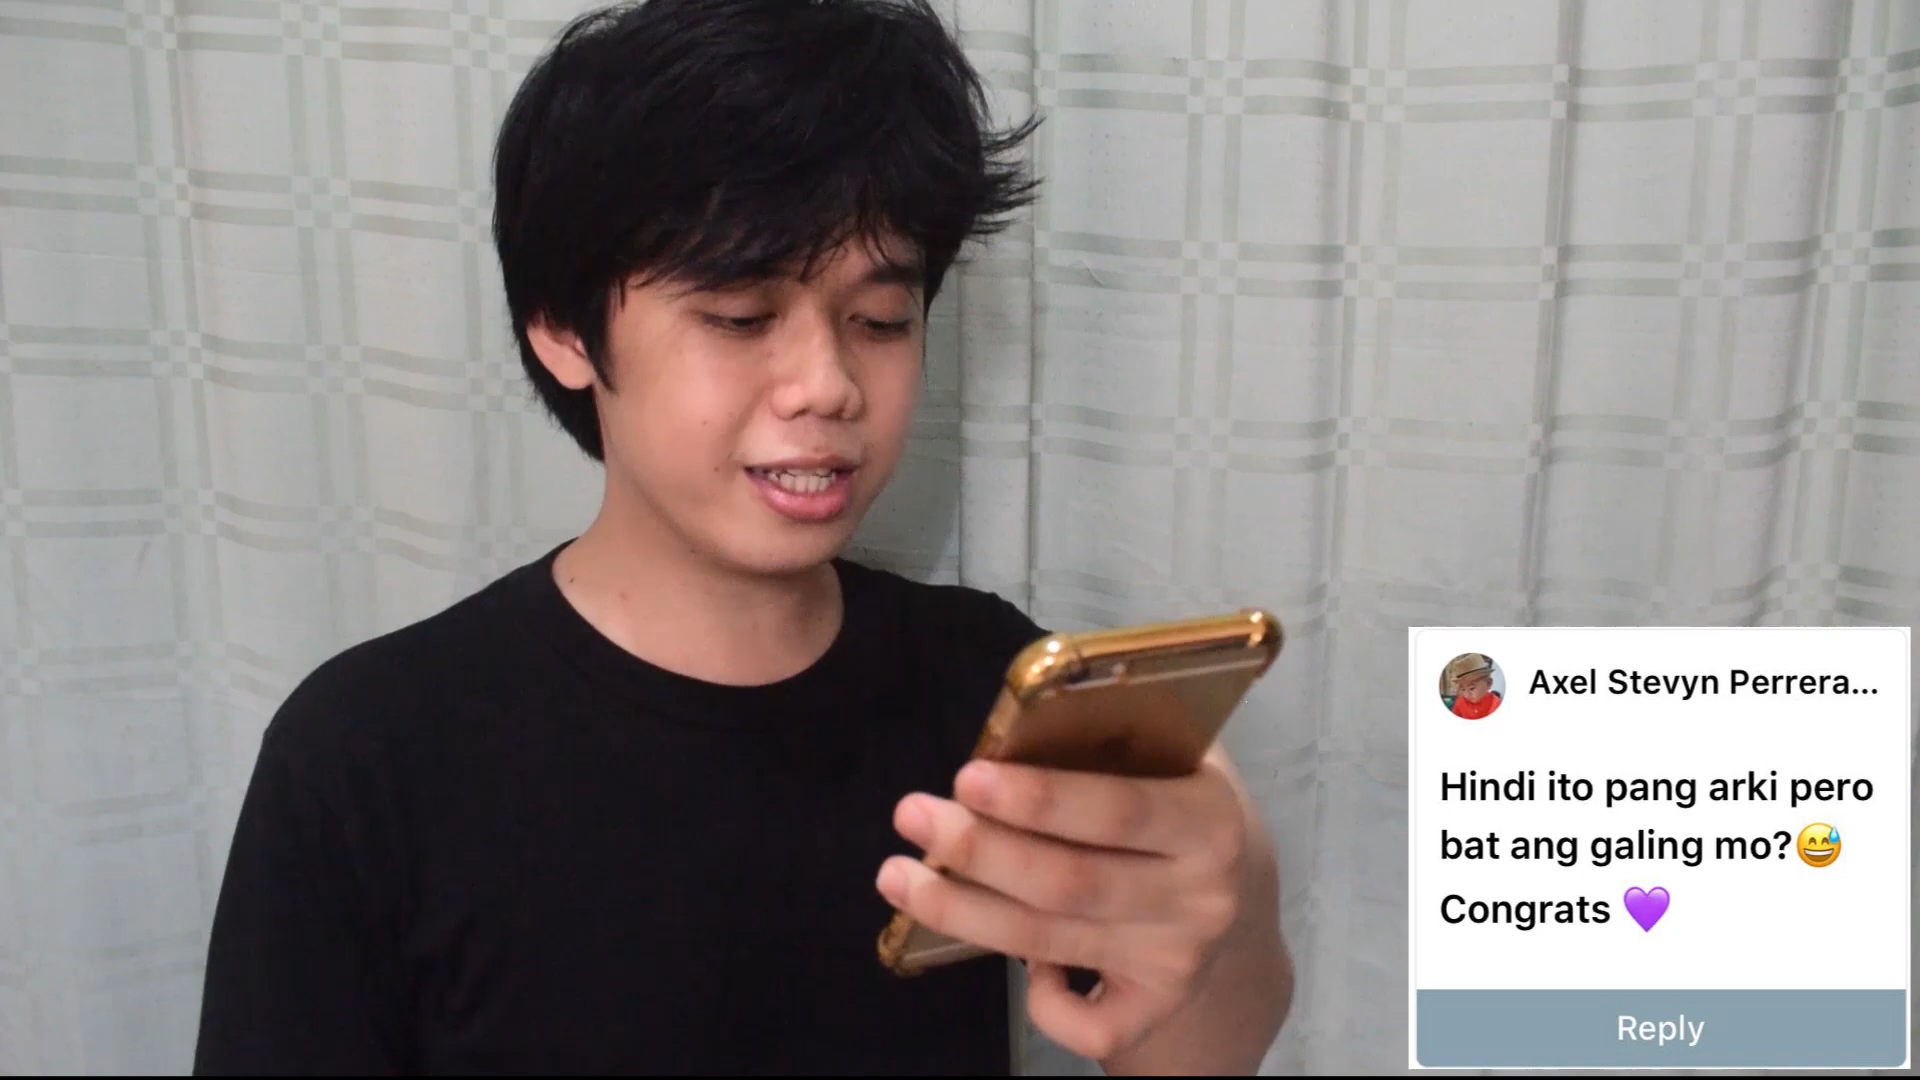 Axel Stevyn Perrera...
Hindi ito pang arki pero
bat ang galing mo?😅
Congrats 💜
Reply